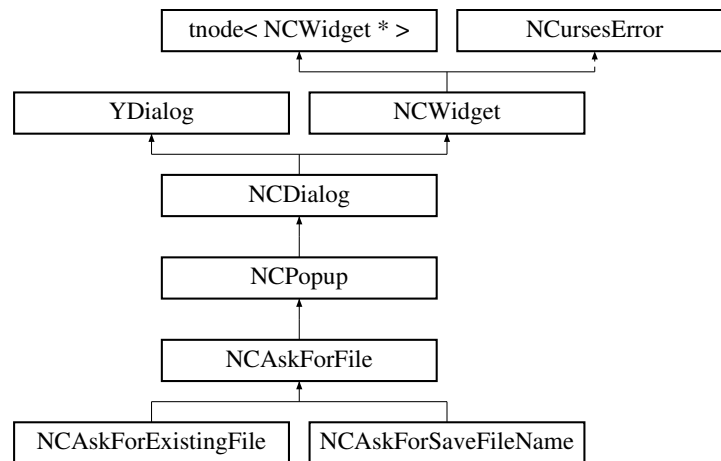 tnode< NCWidget * >
NCursesError
YDialog
NCWidget
NCDialog
NCPopup
NCAskForFile
NCAskForExistingFile
NCAskForSaveFileName